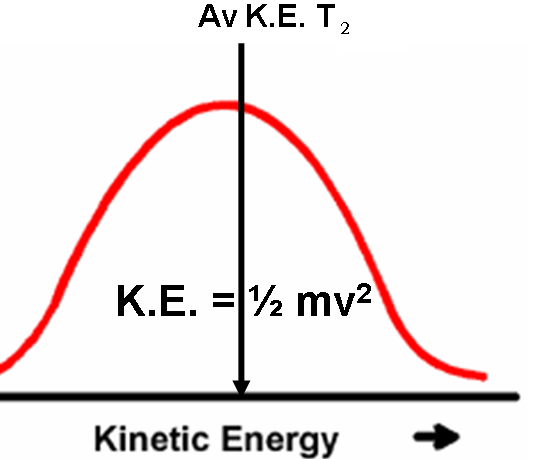 Av K.E. T₂
K.E. = ½ mv²
Kinetic Energy